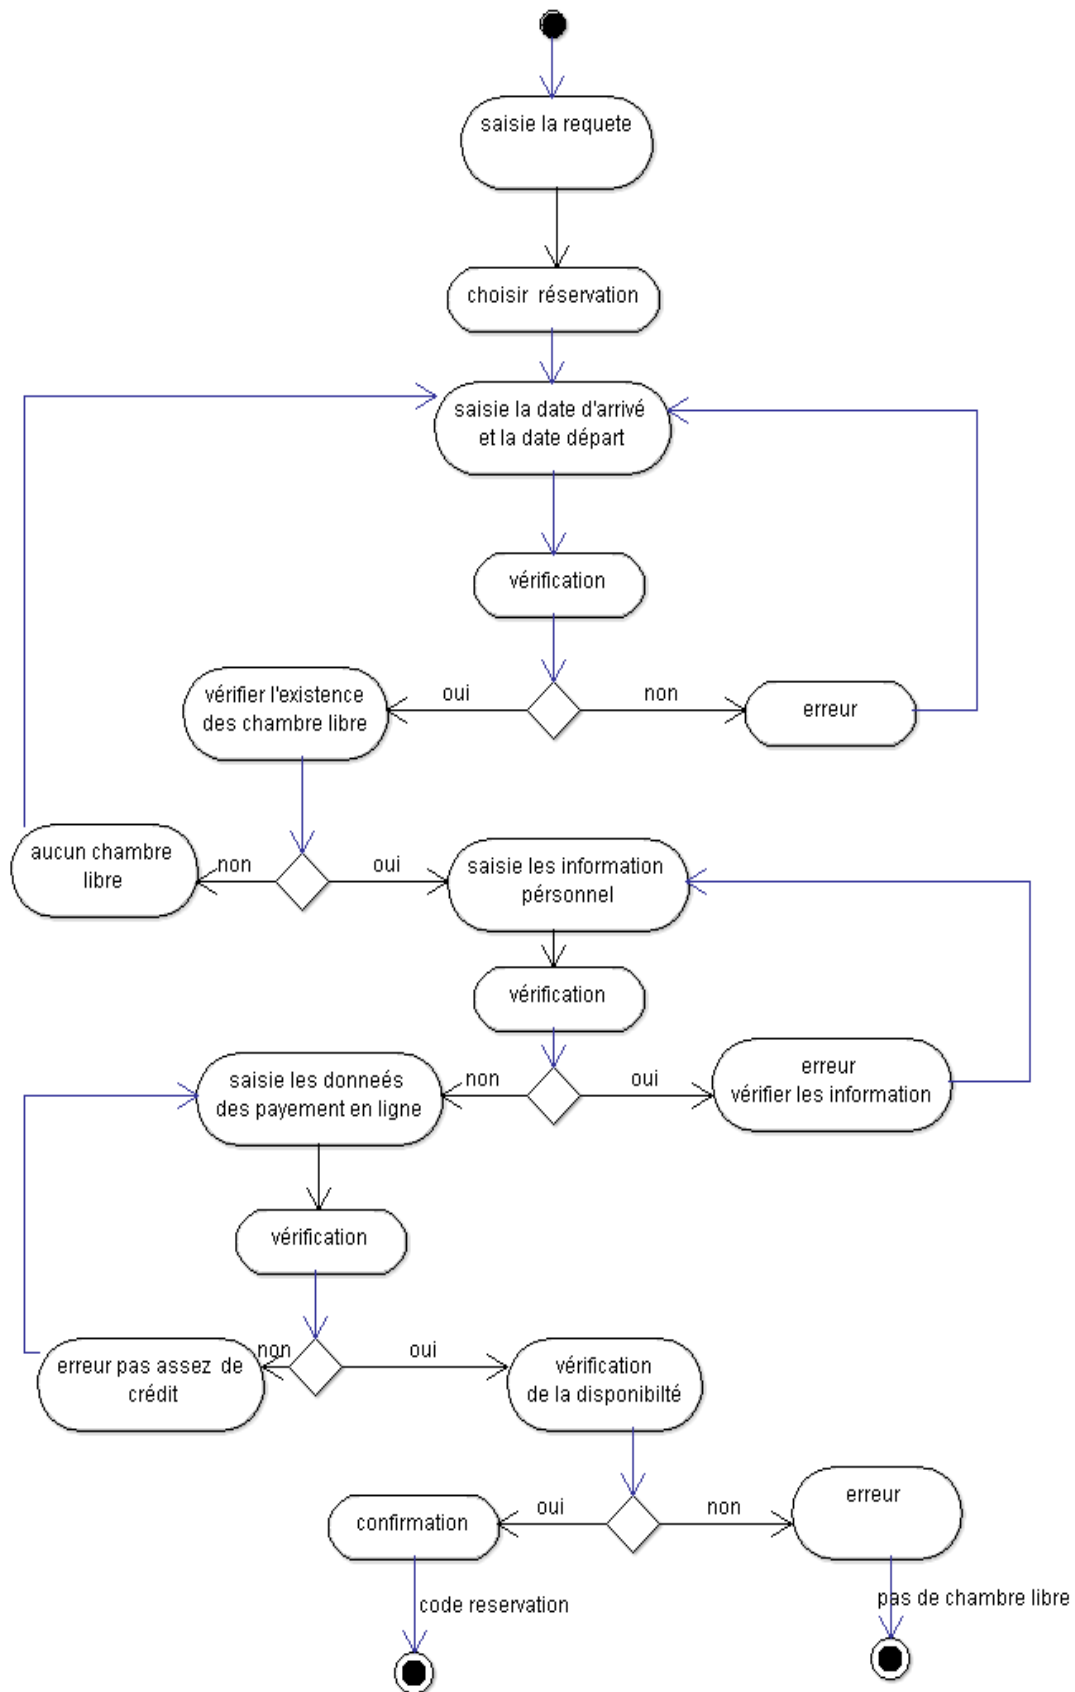 saisie la requete
choisir réservation
saisie la date d'arrivé
et la date départ
vérification
oui
non
vérifier l'existence
des chambre libre
erreur
aucun chambre
libre
non
oui
saisie les information
pérsonnel
vérification
saisie les donneés
des payement en ligne
non
oui
erreur
vérifier les information
vérification
non
oui
erreur pas assez de
crédit
vérification
de la disponibilté
confirmation
oui
non
erreur
code reservation
pas de chambre libre